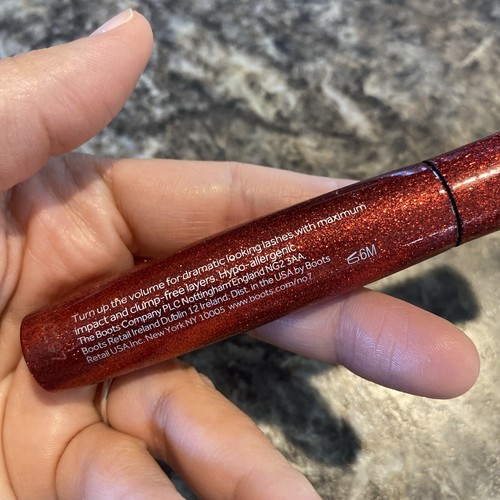 Turn up the volume for dramatic looking lashes with maximum
impact and clump-free layers. Hypo-allergenic
The Boots Company PLC Nottingham England NG2 3AA.
Boots Retail Ireland Dublin 12 Ireland. Dist. in the USA by Boots
Retail USA Inc. New York NY 10005 www.boots.com/no7
6M